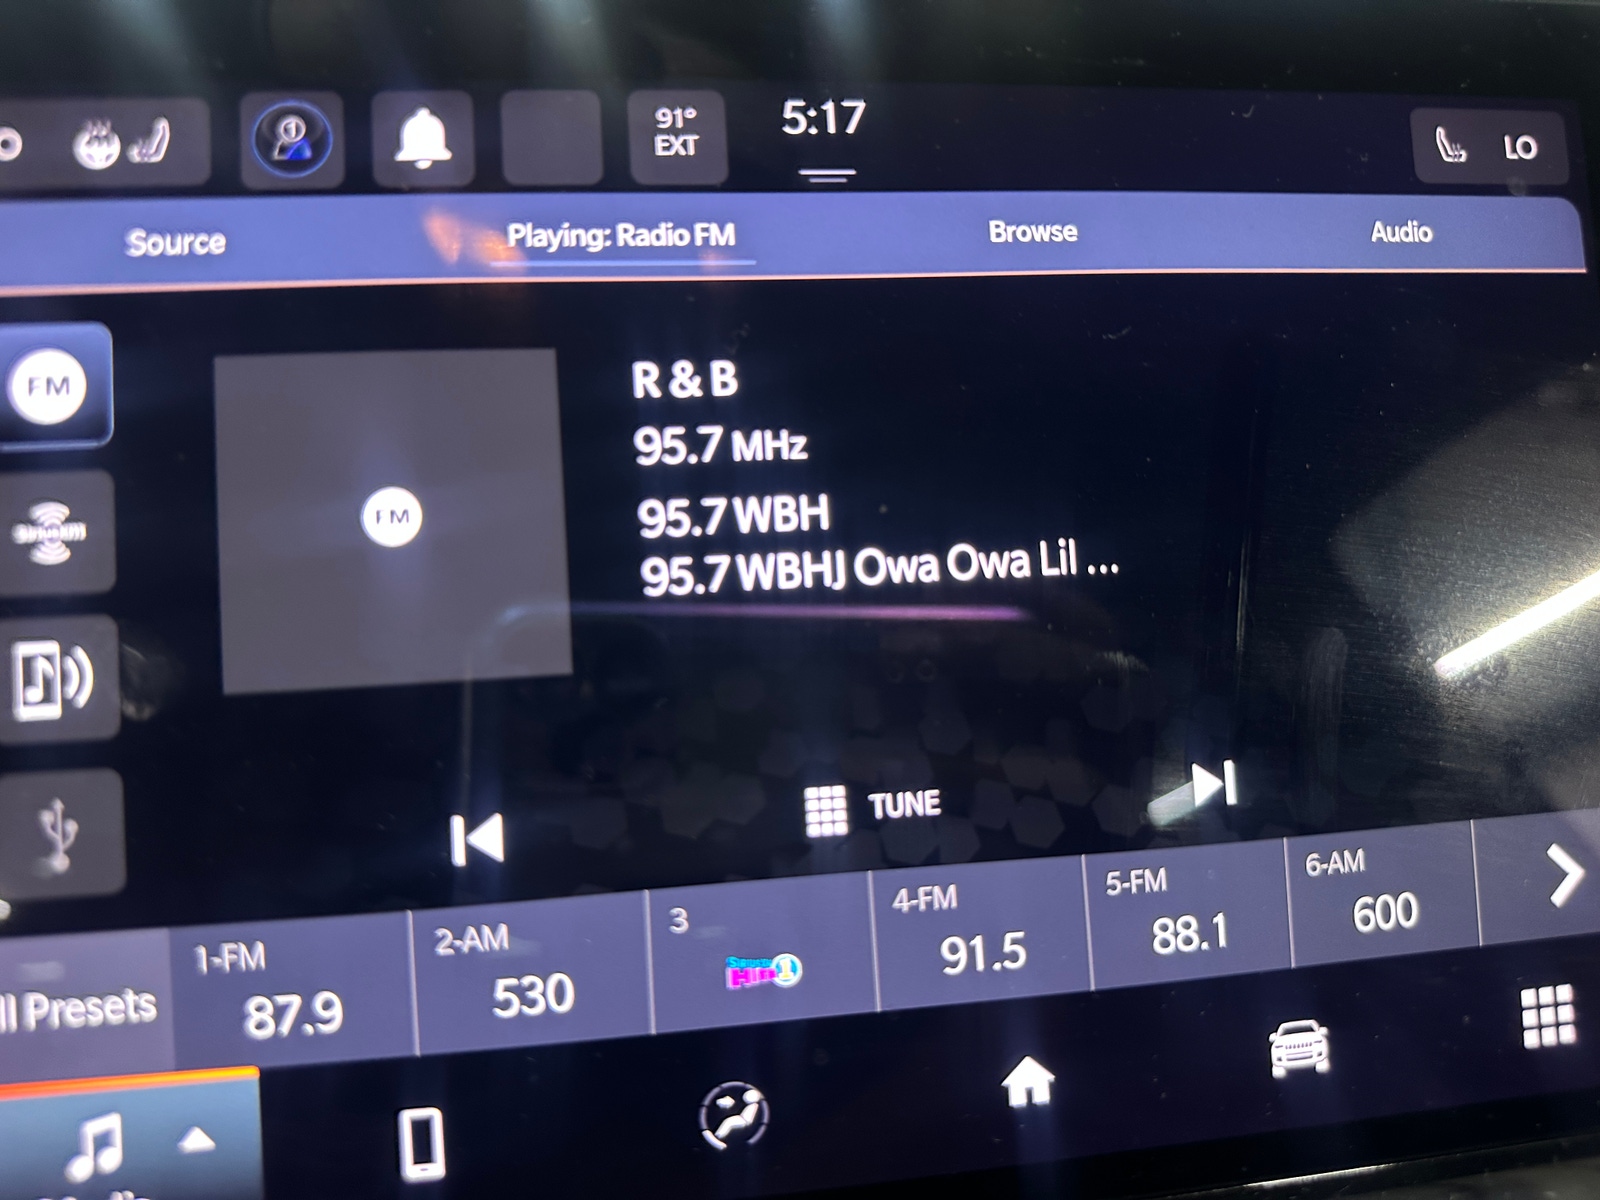 91°
EXT
5:17
LO
Source
Playing: Radio FM
Browse
Audio
FM
R & B
95.7 MHz
FM
95.7 WBH
95.7 WBHJ Owa Owa Lil ...
TUNE
ll Presets
1-FM
87.9
2-AM
530
3
4-FM
91.5
5-FM
88.1
6-AM
600